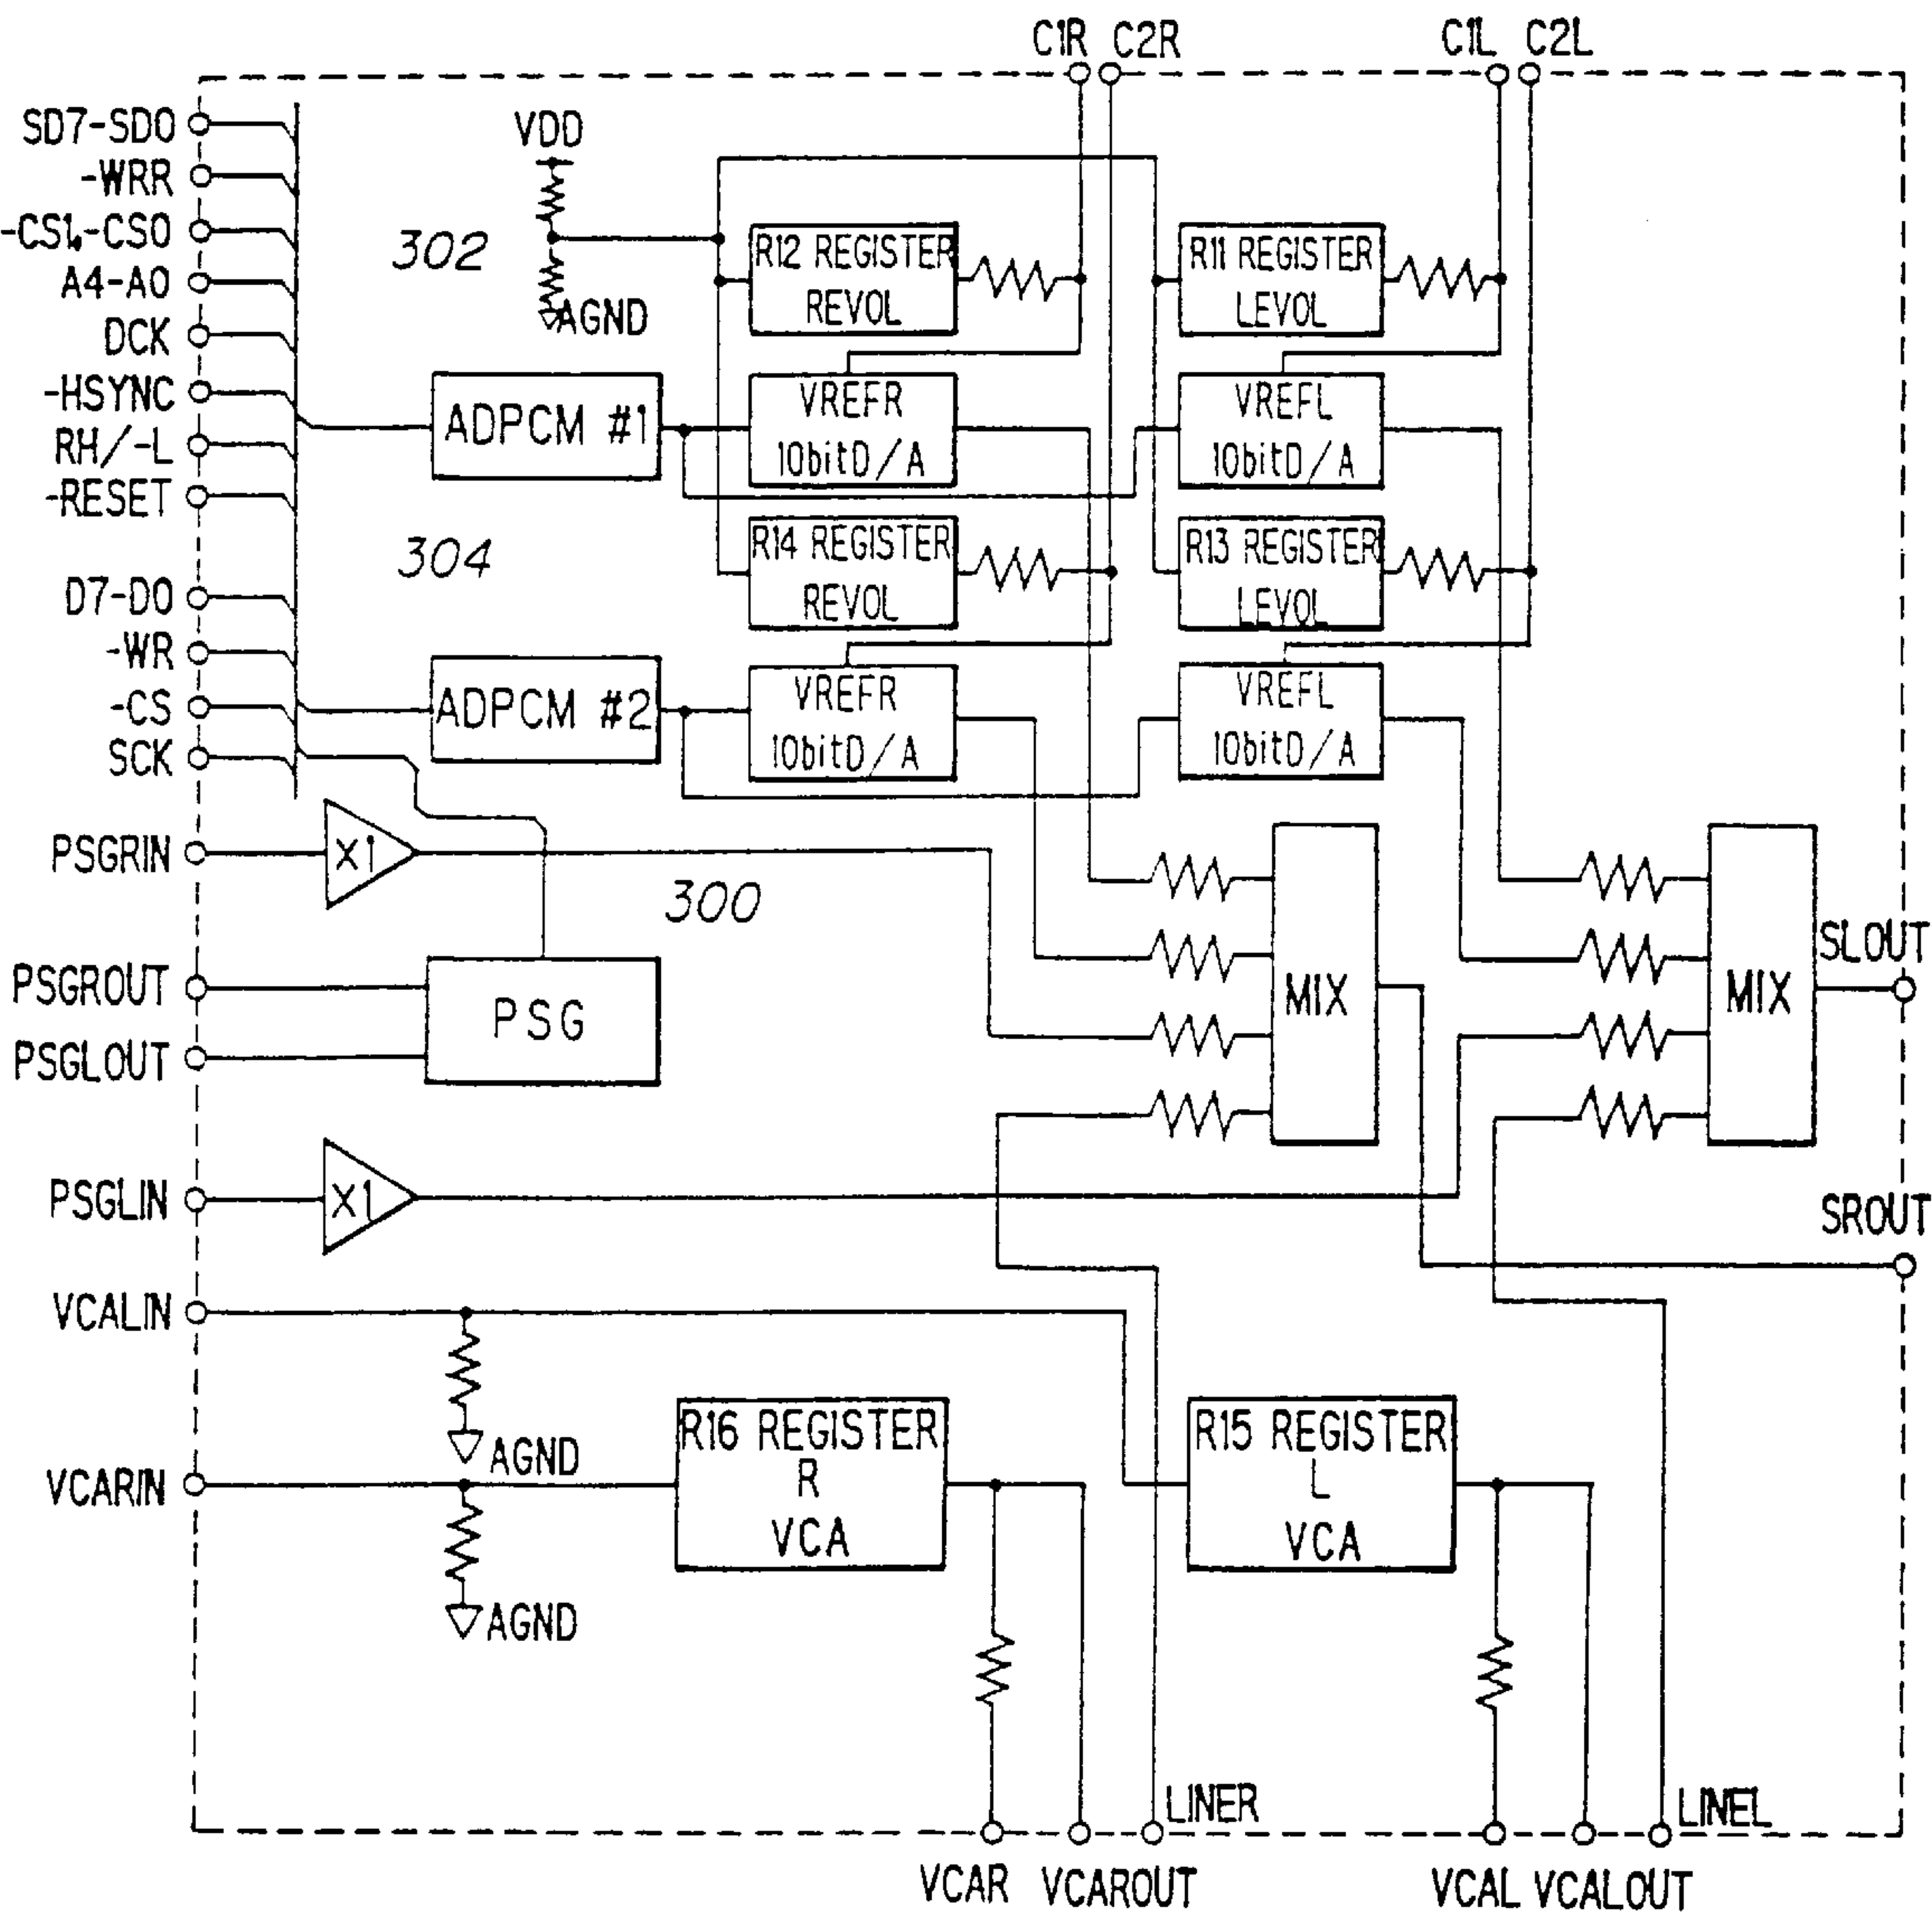 C1R C2R C1L C2L
SD7-SD0
-WRR
-CS1,-CS0
A4-A0
DCK
-HSYNC
RH/-L
-RESET
D7-D0
-WR
-CS
SCK
PSGRIN
PSGROUT
PSGLOUT
PSGLIN
VCALIN
VCARIN
VDD
302
AGND
R12 REGISTER
REVOL
R11 REGISTER
LEVOL
ADPCM #1
VREFR
10bitD/A
VREFL
10bitD/A
304
R14 REGISTER
REVOL
R13 REGISTER
LEVOL
ADPCM #2
VREFR
10bitD/A
VREFL
10bitD/A
X1
300
PSG
MIX
MIX
SLOUT
X1
SROUT
AGND
AGND
R16 REGISTER
R
VCA
R15 REGISTER
L
VCA
LINER
LINEL
VCAR VCAROUT VCAL VCALOUT